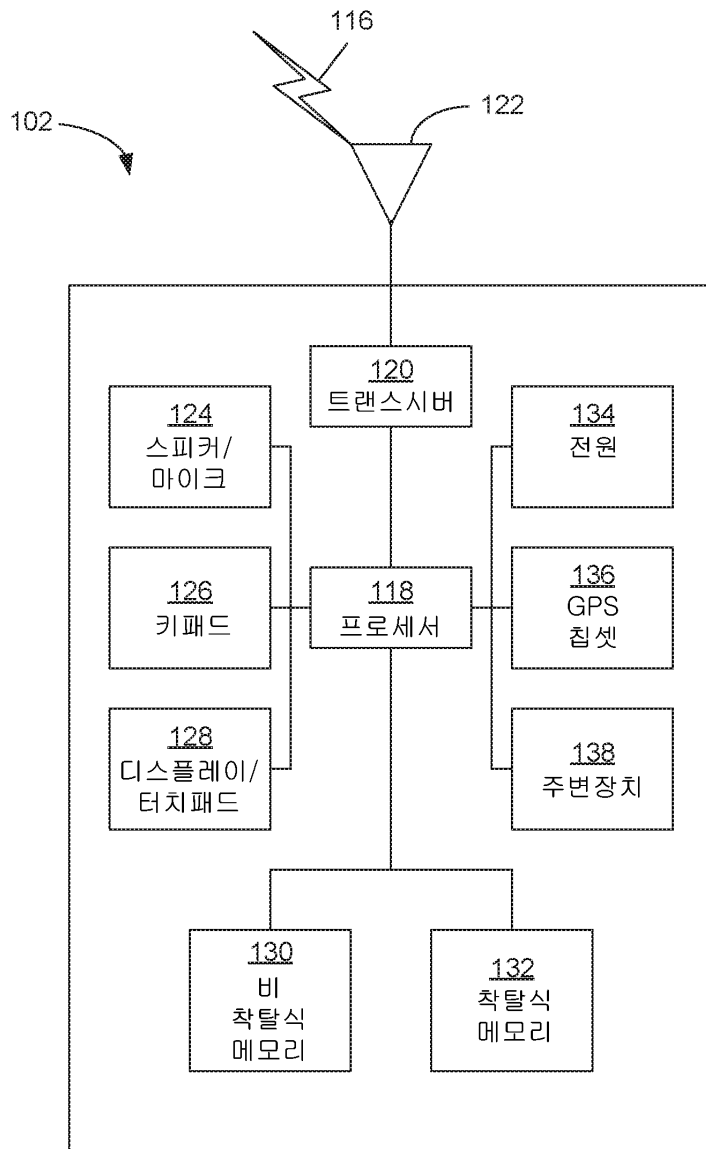 116
122
102
120
트랜스시버
124
스피커/
마이크
134
전원
126
키패드
118
프로세서
136
GPS
칩셋
128
디스플레이/
터치패드
138
주변장치
130
비
착탈식
메모리
132
착탈식
메모리